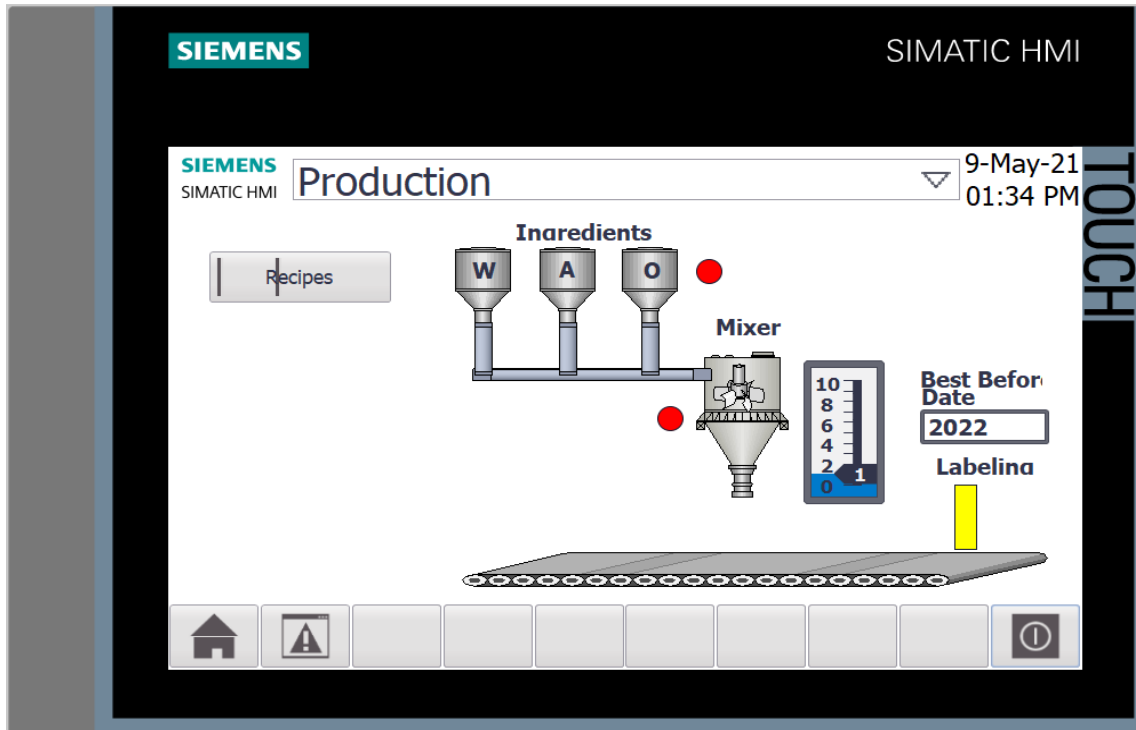 SIEMENS
SIMATIC HMI
TOUCH
SIEMENS
SIMATIC HMI
Production
9-May-21
01:34 PM
Recipes
Ingredients
W A O
Mixer
10
8
6
4
2
0
1
Best Befor
Date
2022
Labeling